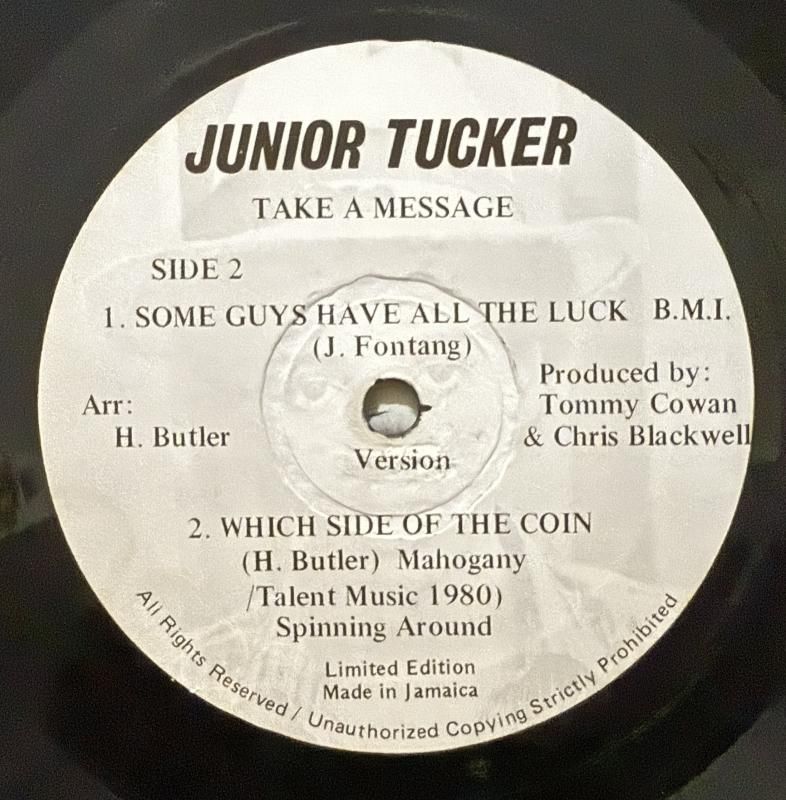 JUNIOR TUCKER
TAKE A MESSAGE
SIDE 2
1. SOME GUYS HAVE ALL THE LUCK B.M.I.
(J. Fontang)
Arr:
H. Butler
Produced by:
Tommy Cowan
& Chris Blackwell
Version
2. WHICH SIDE OF THE COIN
(H. Butler) Mahogany
/Talent Music 1980)
Spinning Around
Limited Edition
Made in Jamaica
All Rights Reserved / Unauthorized Copying Strictly Prohibited